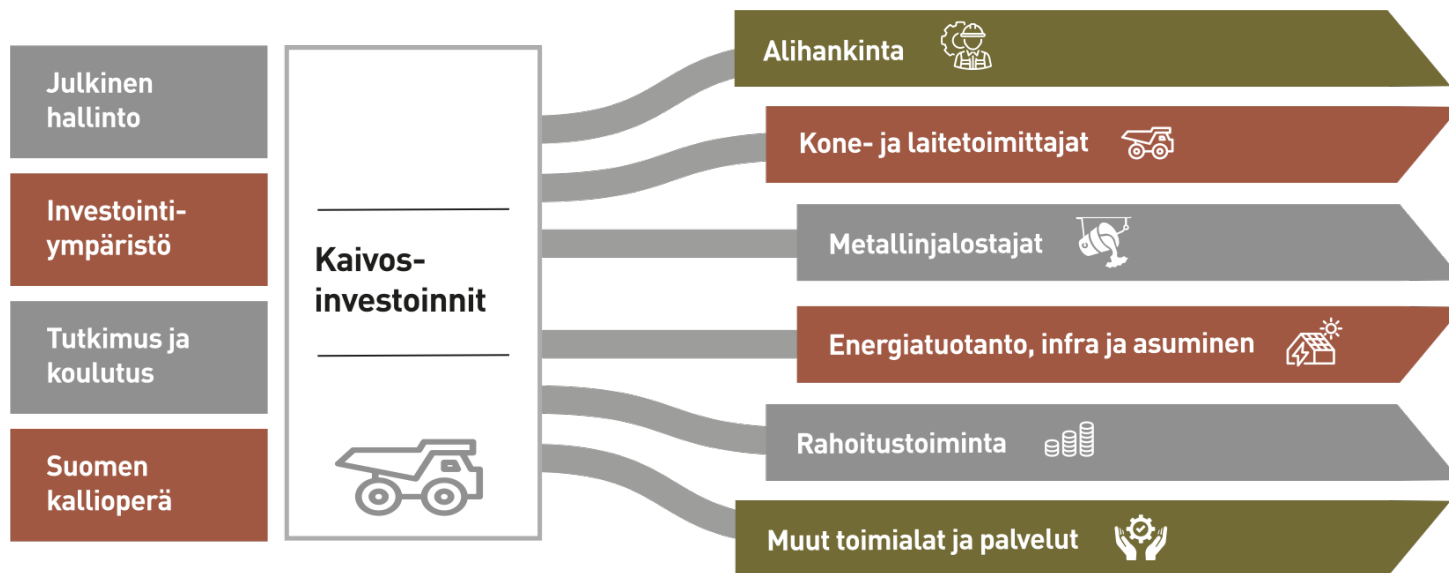 Julkinen
hallinto
Investointi-
ympäristö
Tutkimus ja
koulutus
Suomen
kallioperä
Kaivos-
investoinnit
Alihankinta
Kone- ja laitetoimittajat
Metallinjalostajat
Energiatuotanto, infra ja asuminen
Rahoitustoiminta
Muut toimialat ja palvelut